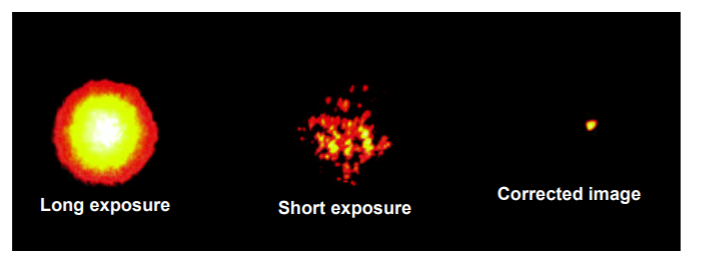 Long exposure
Short exposure
Corrected image